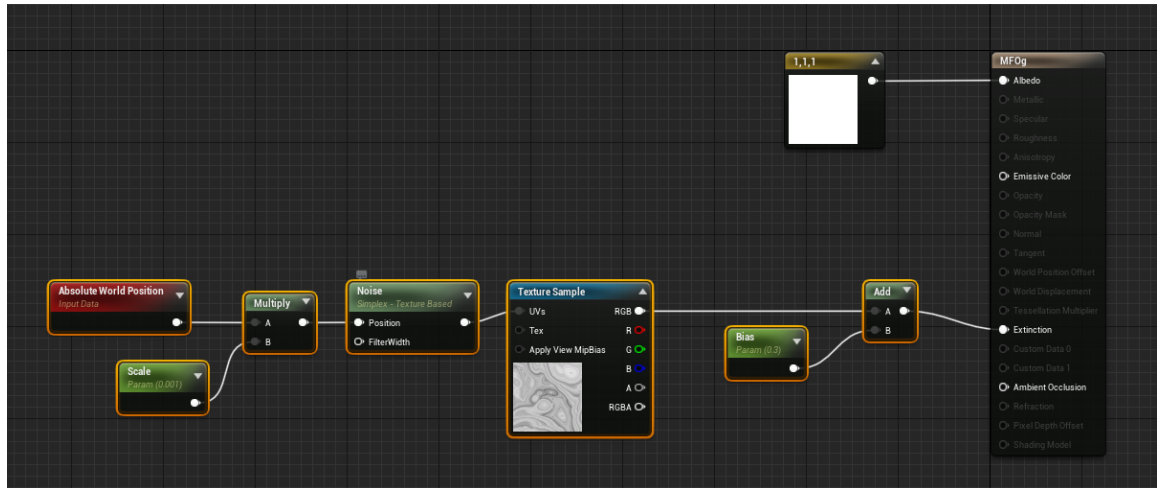 1,1,1
MFOg
Albedo
Metallic
Specular
Roughness
Anisotropy
Emissive Color
Opacity
Opacity Mask
Normal
Tangent
World Position Offset
World Displacement
Tessellation Multiplier
Extinction
Custom Data 0
Custom Data 1
Ambient Occlusion
Refraction
Pixel Depth Offset
Shading Model
Absolute World Position
Input Data
Multiply
A
B
Scale
Param (0.001)
Noise
Simplex - Texture Based
Position
FilterWidth
Texture Sample
UVs
RGB
Tex
R
Apply View MipBias
G
B
A
RGBA
Bias
Param (0.3)
Add
A
B